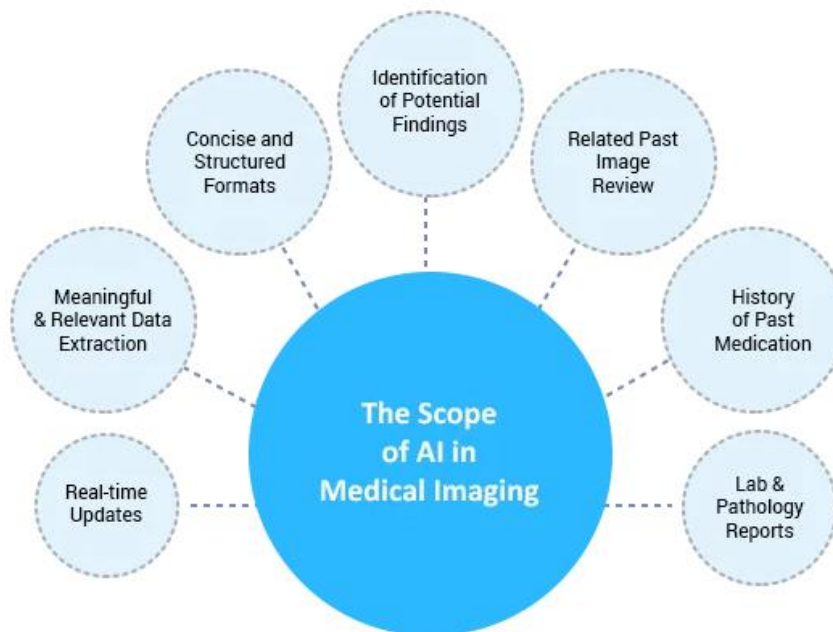 Identification
of Potential
Findings
Concise and
Structured
Formats
Related Past
Image
Review
Meaningful
& Relevant Data
Extraction
History
of Past
Medication
The Scope
of AI in
Medical Imaging
Real-time
Updates
Lab &
Pathology
Reports